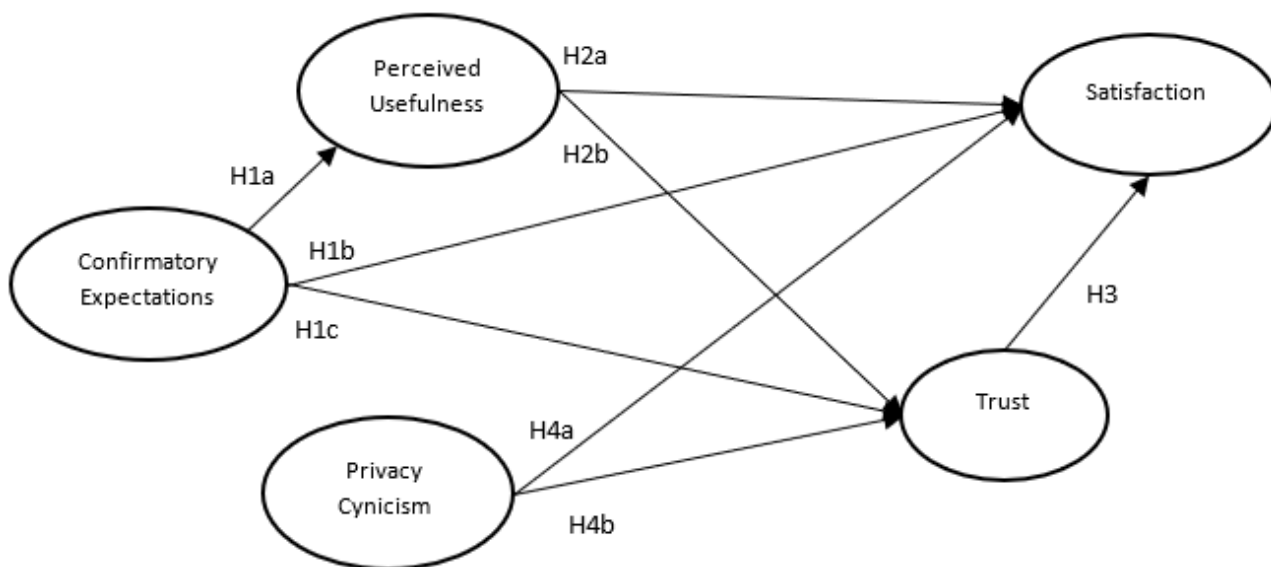 Perceived
Usefulness
H2a
Satisfaction
H2b
H1a
Confirmatory
Expectations
H1b
H1c
H3
Trust
H4a
Privacy
Cynicism
H4b